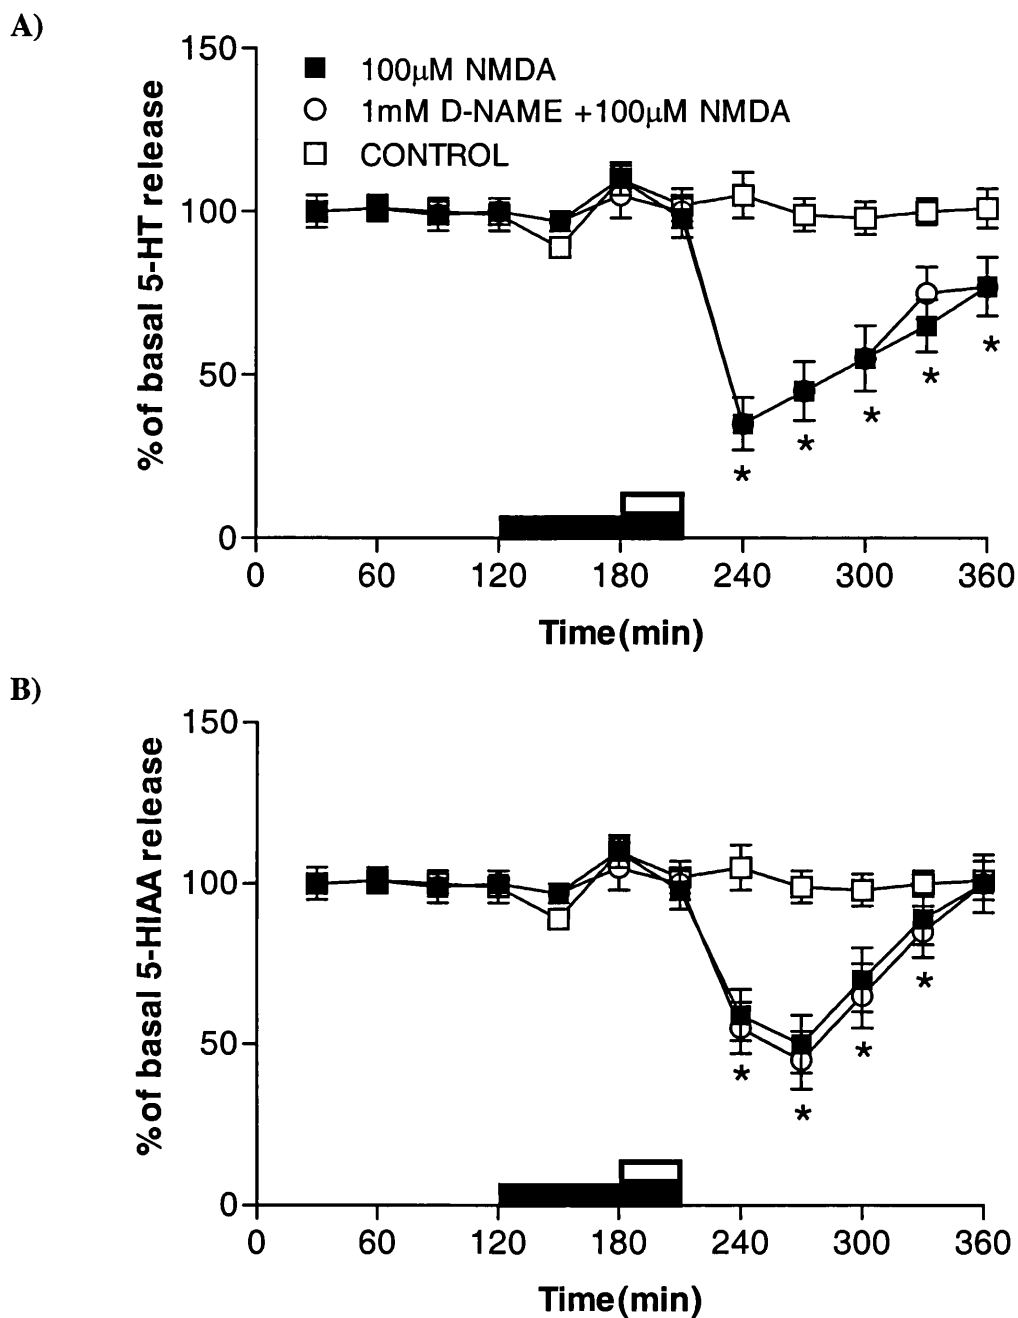 A)
% of basal 5-HT release
150
100
50
0
100µM NMDA
1mM D-NAME +100µM NMDA
CONTROL
* * * * *
0 60 120 180 240 300 360
Time(min)
B)
% of basal 5-HIAA release
150
100
50
0
* * * *
0 60 120 180 240 300 360
Time(min)